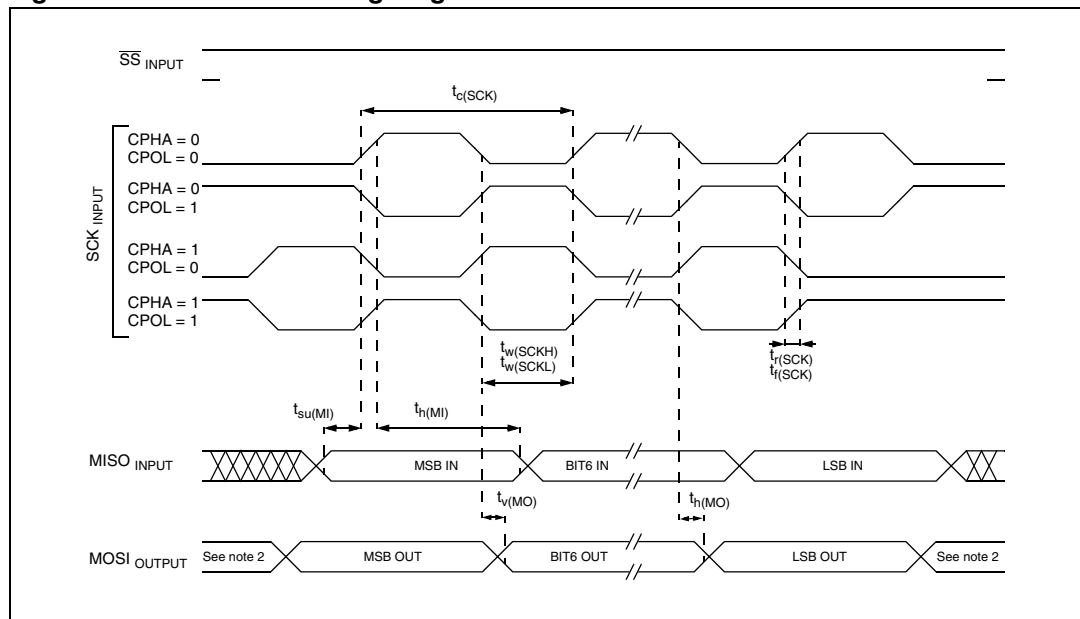 SS INPUT
tc(SCK)
SCK INPUT
CPHA = 0
CPOL = 0
CPHA = 0
CPOL = 1
CPHA = 1
CPOL = 0
CPHA = 1
CPOL = 1
tw(SCKH)
tw(SCKL)
tr(SCK)
tf(SCK)
tsu(MI)
th(MI)
MISO INPUT
MSB IN
BIT6 IN
LSB IN
tv(MO)
th(MO)
MOSI OUTPUT
See note 2
MSB OUT
BIT6 OUT
LSB OUT
See note 2